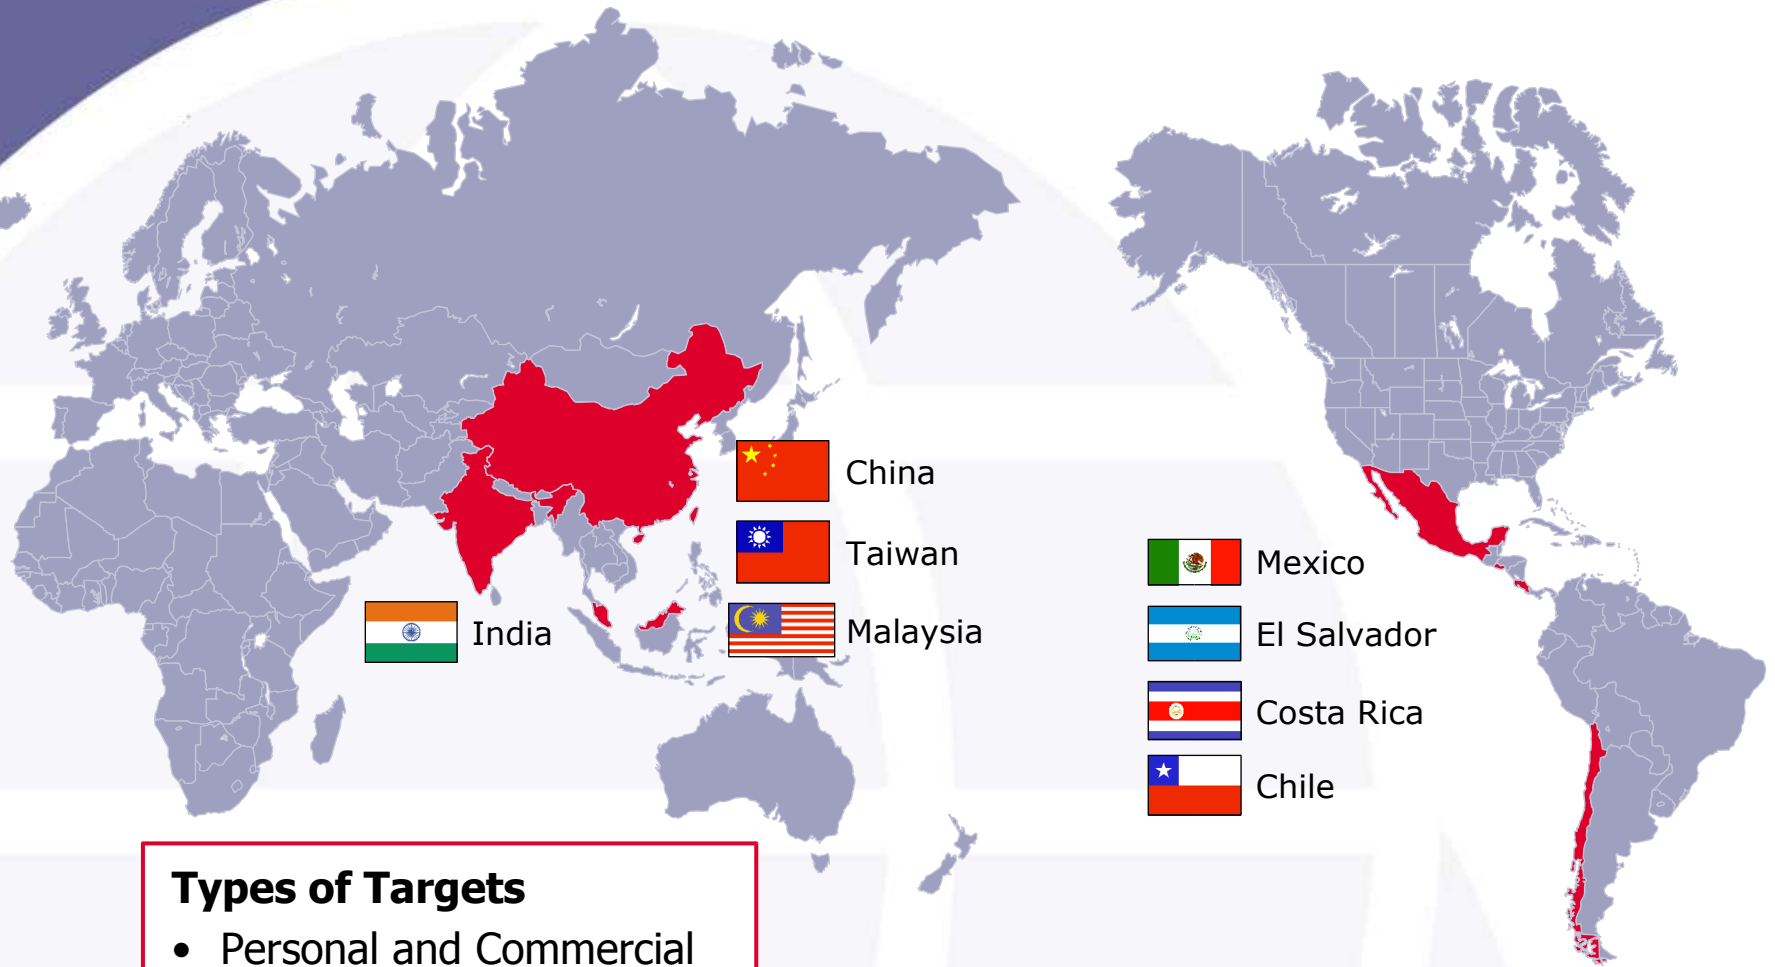 China
Taiwan
Malaysia
India
Mexico
El Salvador
Costa Rica
Chile
Types of Targets
• Personal and Commercial